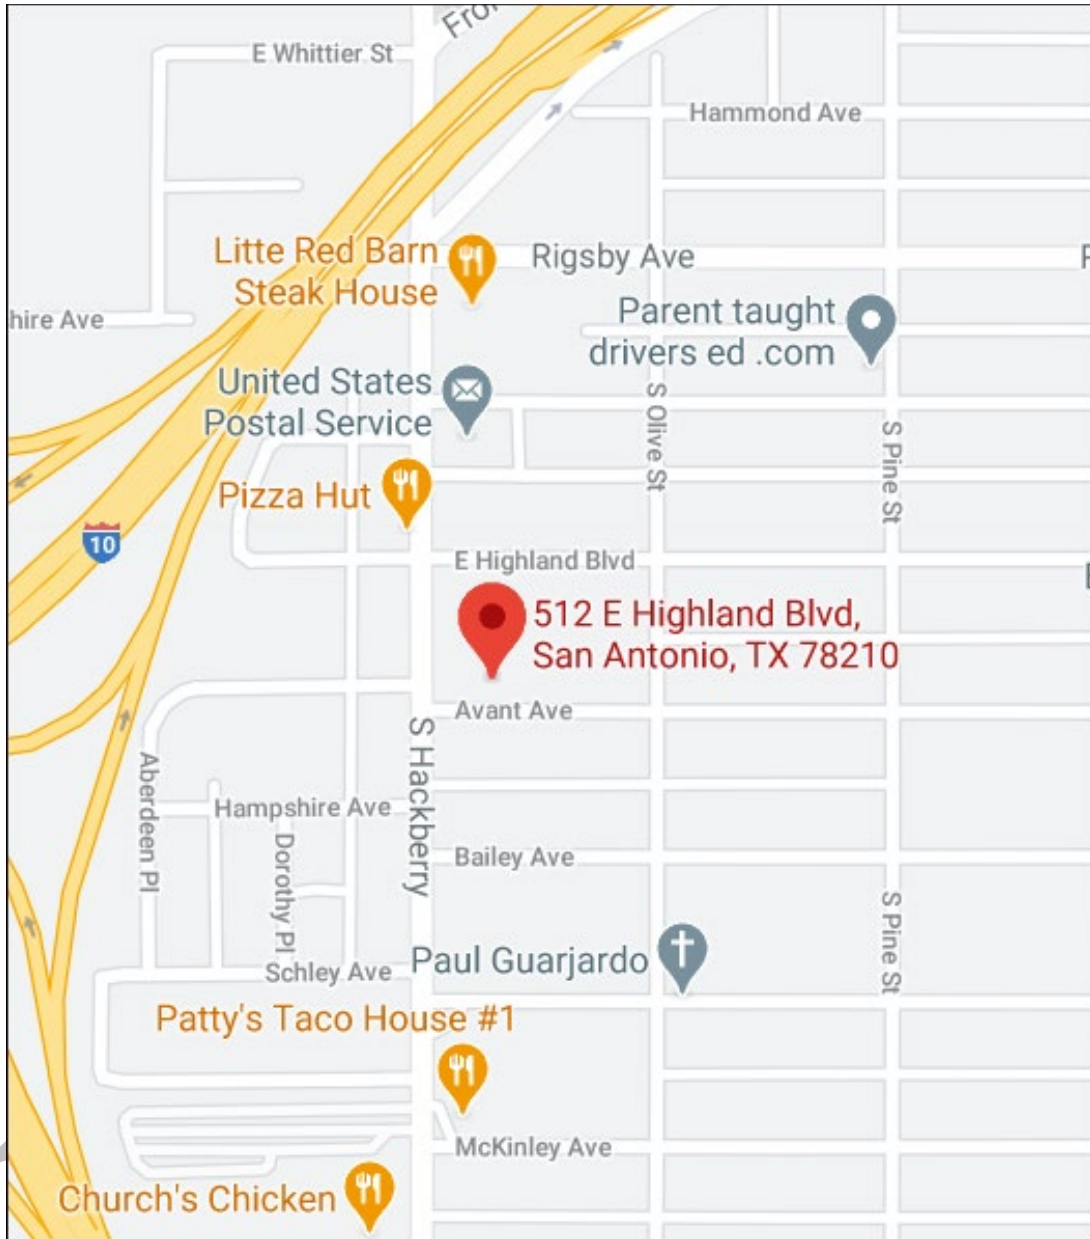 Fro
E Whittier St
Hammond Ave
Litte Red Barn
Steak House
Rigsby Ave
hire Ave
Parent taught
drivers ed .com
United States
Postal Service
S Olive St
S Pine St
Pizza Hut
10
E Highland Blvd
512 E Highland Blvd,
San Antonio, TX 78210
Avant Ave
S Hackberry
Aberdeen Pl
Hampshire Ave
Dorothy Pl
Bailey Ave
S Pine St
Paul Guarjardo
Schley Ave
Patty's Taco House #1
McKinley Ave
Church's Chicken